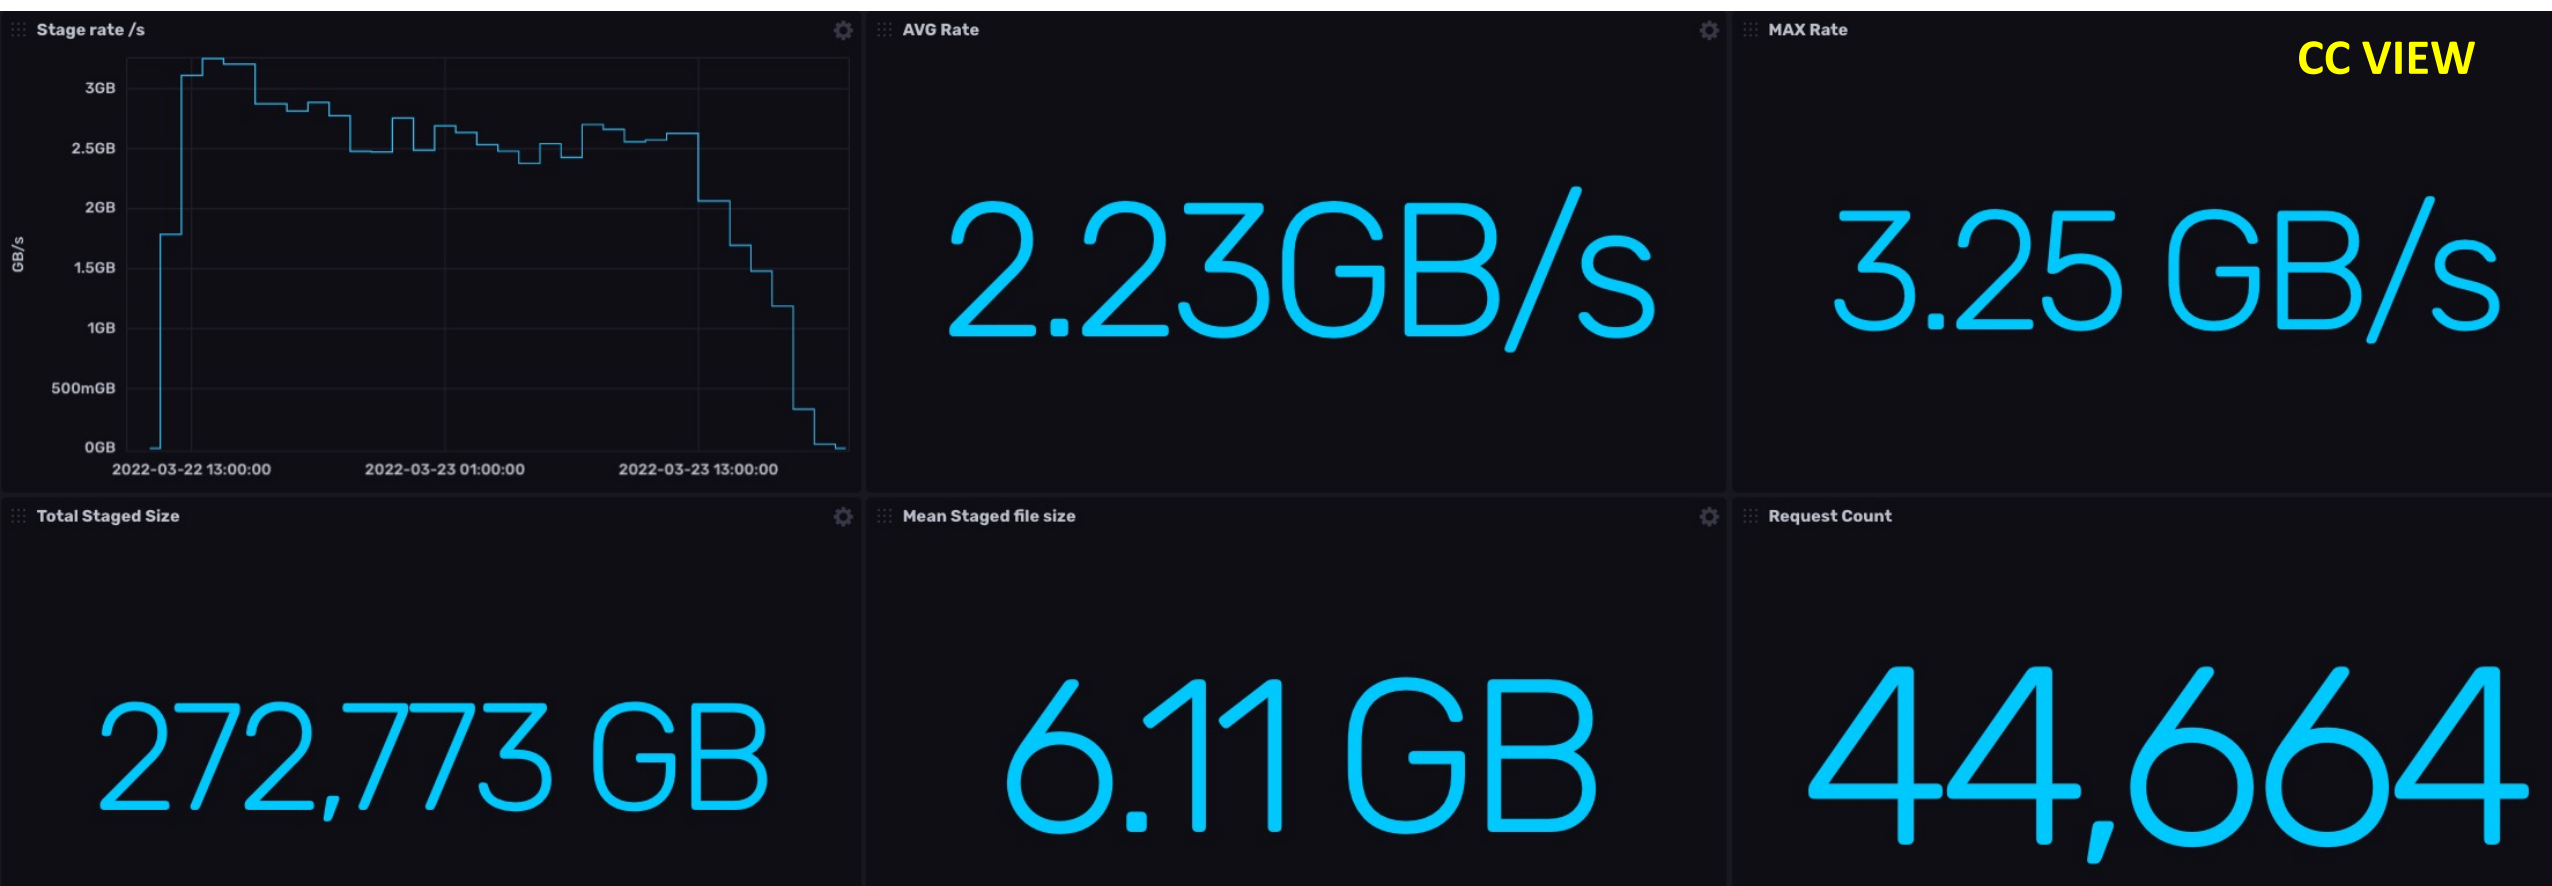 Stage rate /s
3GB
2.5GB
2GB
1.5GB
1GB
500mGB
0GB
GB/s
2022-03-22 13:00:00
2022-03-23 01:00:00
2022-03-23 13:00:00
AVG Rate
2.23GB/s
MAX Rate
CC VIEW
3.25 GB/s
Total Staged Size
272,773 GB
Mean Staged file size
6.11 GB
Request Count
44,664